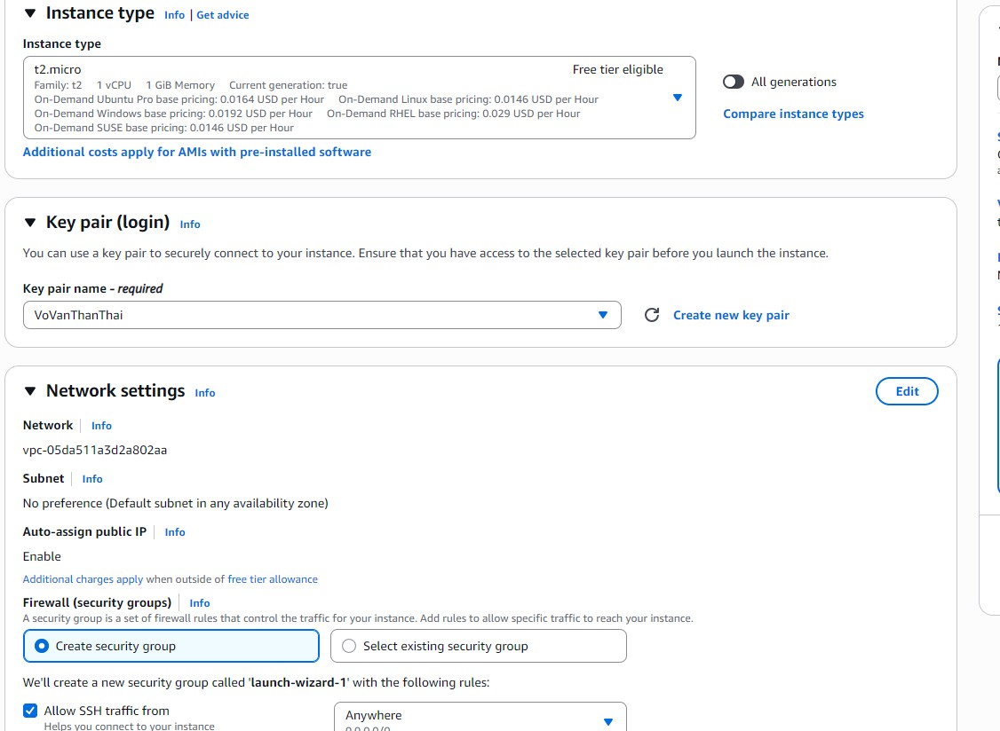 Instance type Info | Get advice
Instance type
t2.micro Free tier eligible
Family: t2 1 vCPU 1 GiB Memory Current generation: true
On-Demand Ubuntu Pro base pricing: 0.0164 USD per Hour On-Demand Linux base pricing: 0.0146 USD per Hour
On-Demand Windows base pricing: 0.0192 USD per Hour On-Demand RHEL base pricing: 0.029 USD per Hour
On-Demand SUSE base pricing: 0.0146 USD per Hour
All generations
Compare instance types
Additional costs apply for AMIs with pre-installed software
Key pair (login) Info
You can use a key pair to securely connect to your instance. Ensure that you have access to the selected key pair before you launch the instance.
Key pair name - required
VoVanThanThai
Create new key pair
Network settings Info
Edit
Network Info
vpc-05da511a3d2a802aa
Subnet Info
No preference (Default subnet in any availability zone)
Auto-assign public IP Info
Enable
Additional charges apply when outside of free tier allowance
Firewall (security groups) Info
A security group is a set of firewall rules that control the traffic for your instance. Add rules to allow specific traffic to reach your instance.
Create security group
Select existing security group
We'll create a new security group called 'launch-wizard-1' with the following rules:
Allow SSH traffic from
Helps you connect to your instance
Anywhere
0.0.0.0/0